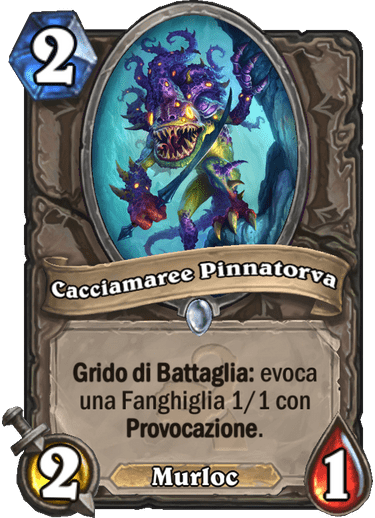 2
Cacciamaree Pinnatorva
Grido di Battaglia: evoca
una Fanghiglia 1/1 con
Provocazione.
2
Murloc
1